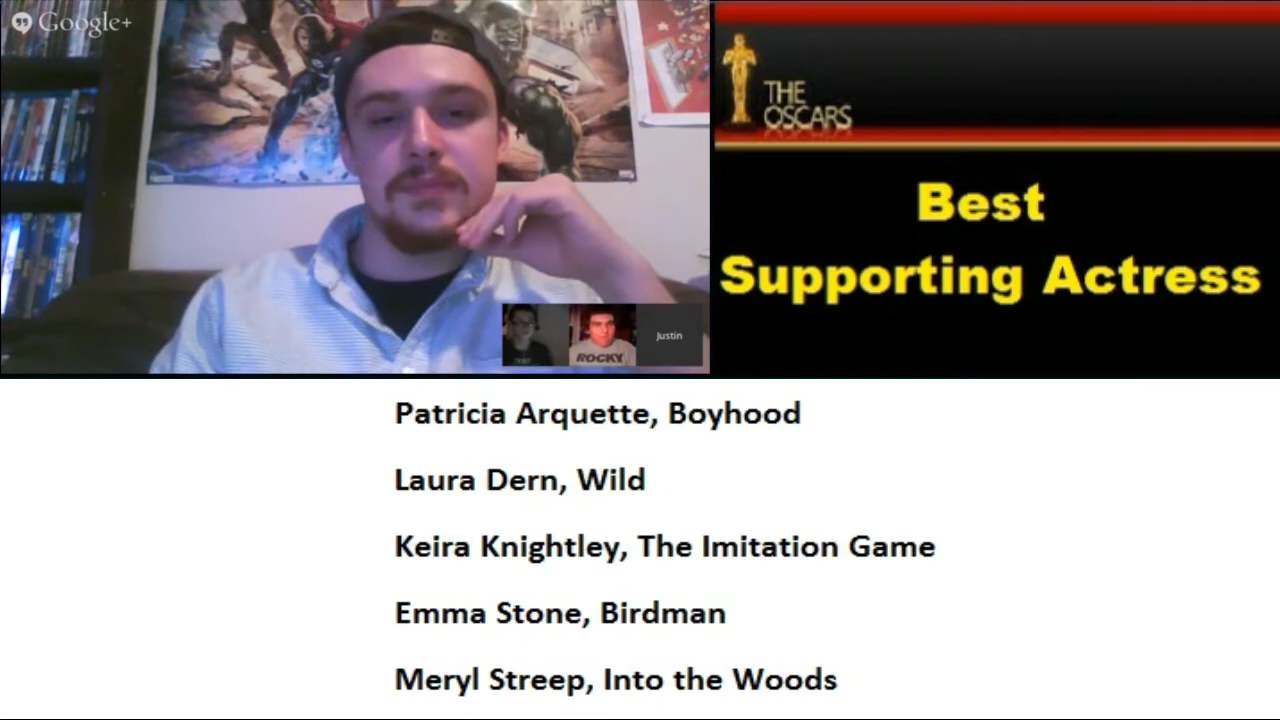 Google+
THE
OSCARS
Best
Supporting Actress
ROCKY
Justin
Patricia Arquette, Boyhood
Laura Dern, Wild
Keira Knightley, The Imitation Game
Emma Stone, Birdman
Meryl Streep, Into the Woods